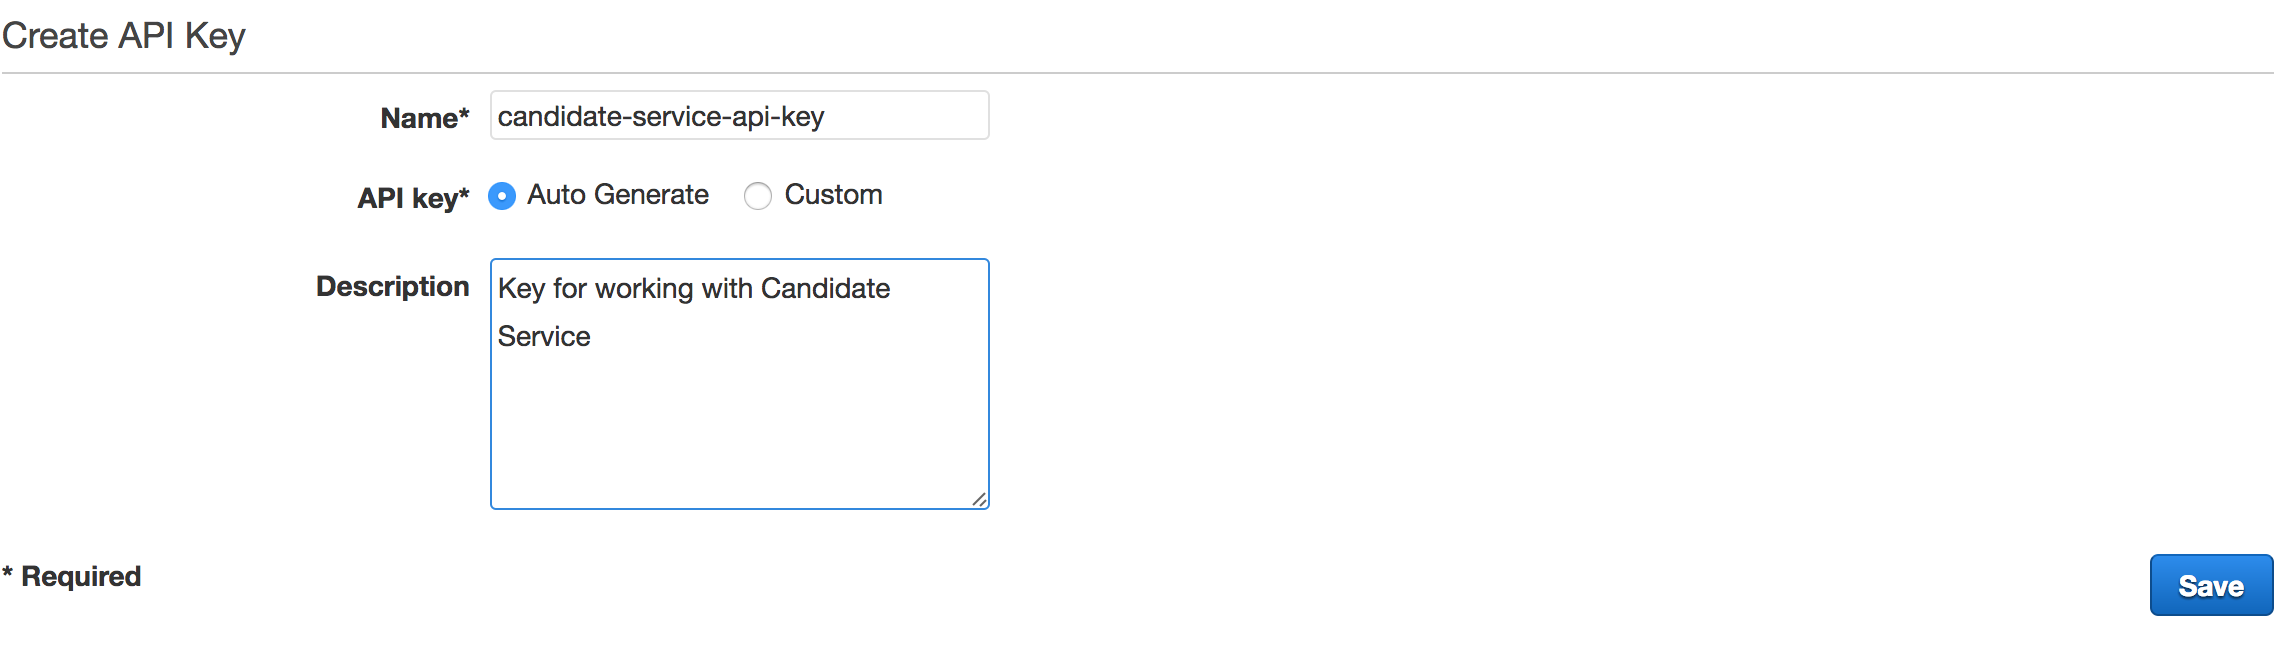 Create API Key
Name* candidate-service-api-key
API key* Auto Generate Custom
Description Key for working with Candidate
Service
* Required
Save